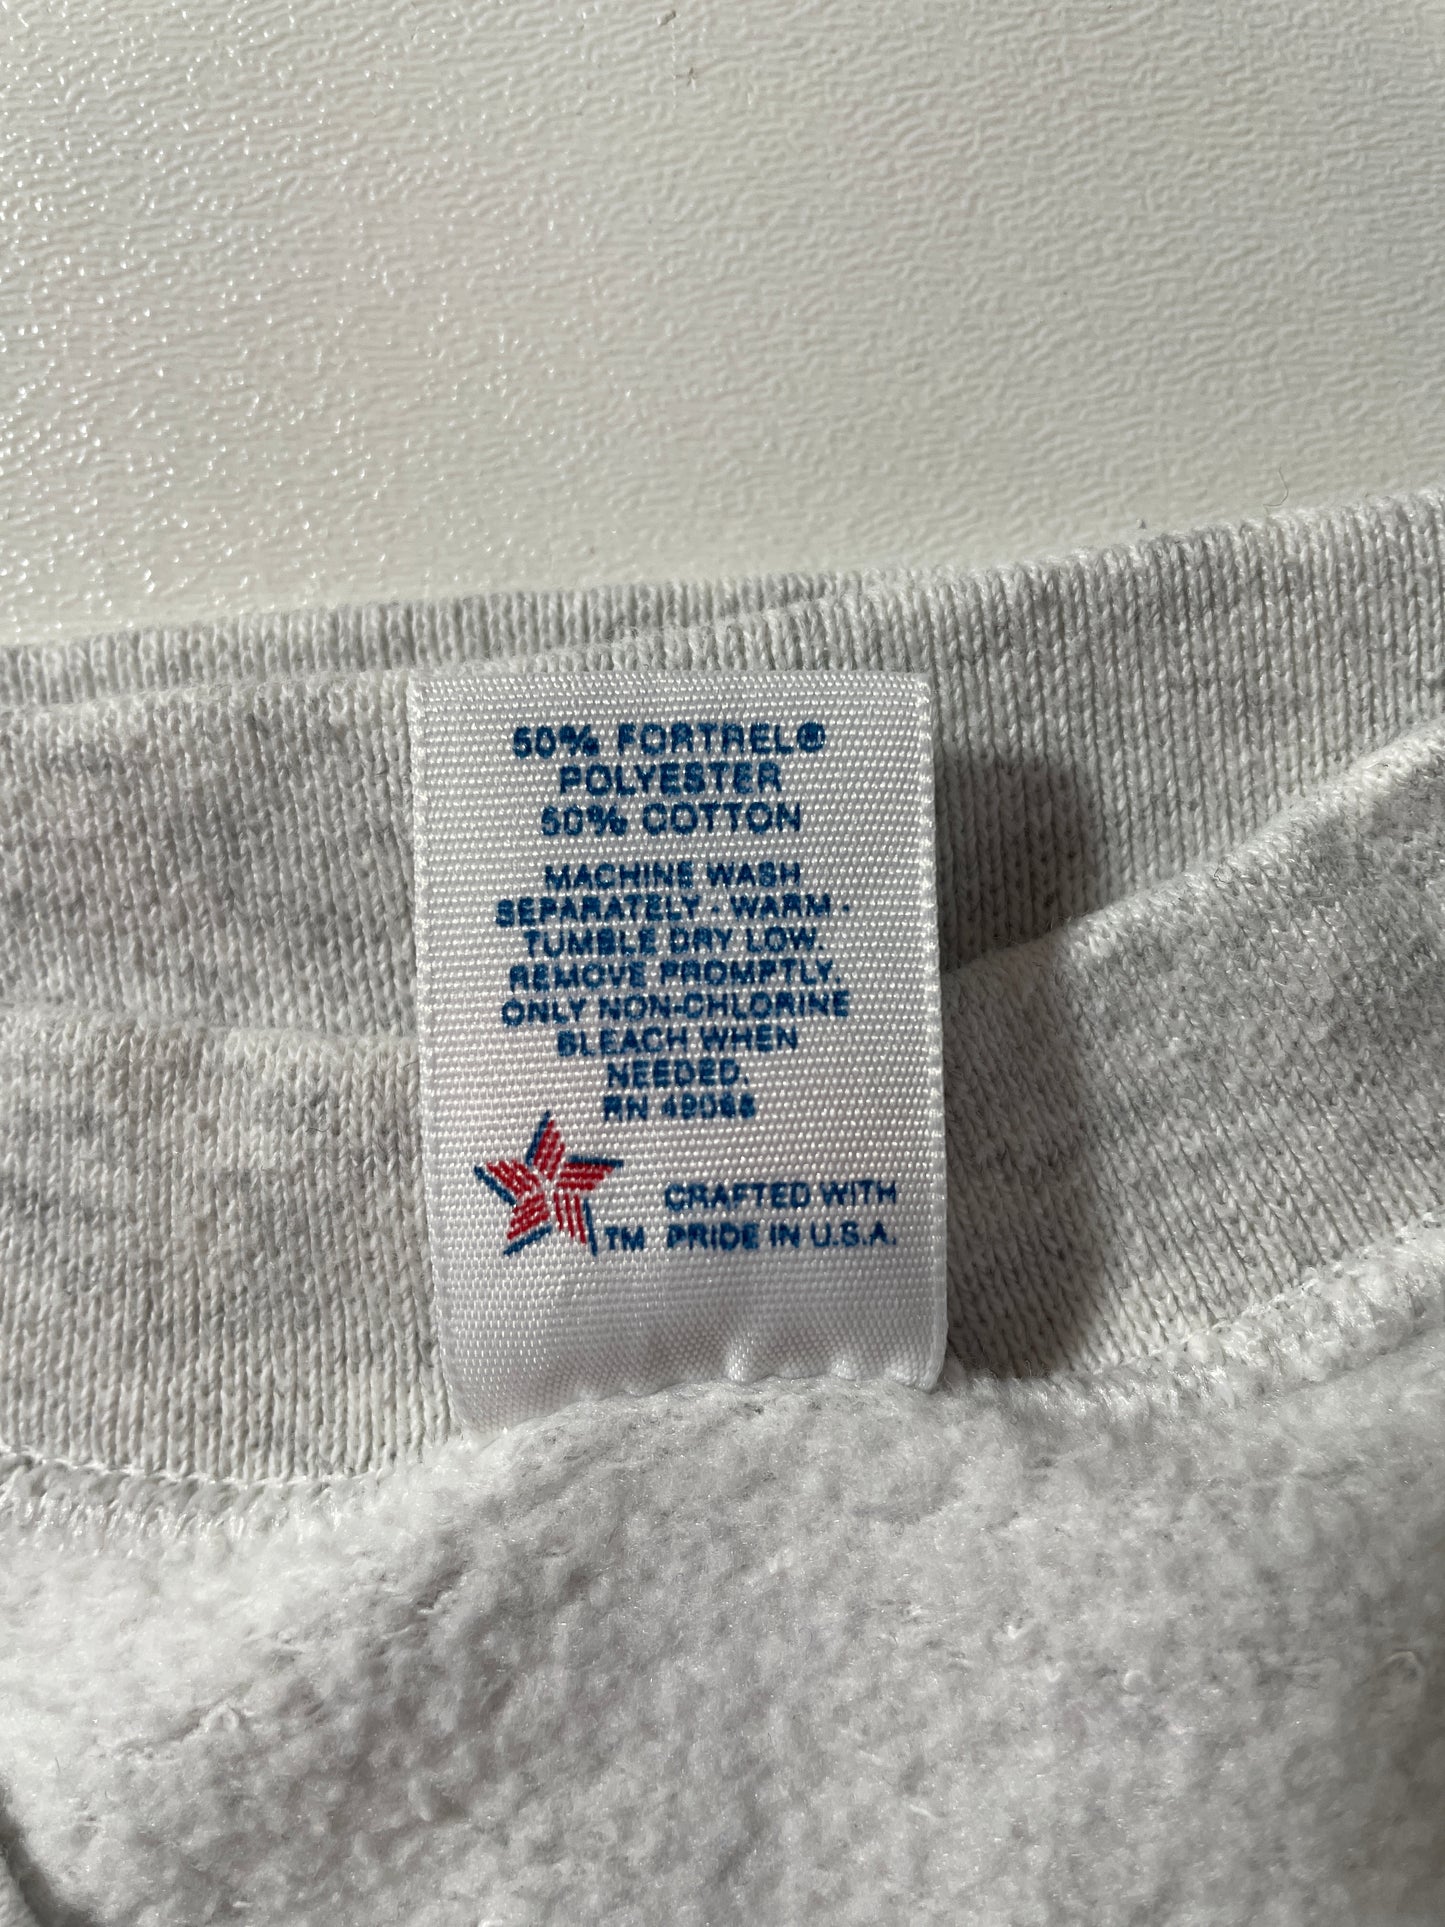 50% FORTREL®
POLYESTER
50% COTTON
MACHINE WASH
SEPARATELY - WARM -
TUMBLE DRY LOW.
REMOVE PROMPTLY.
ONLY NON-CHLORINE
BLEACH WHEN
NEEDED.
RN
CRAFTED WITH
TM PRIDE IN U.S.A.